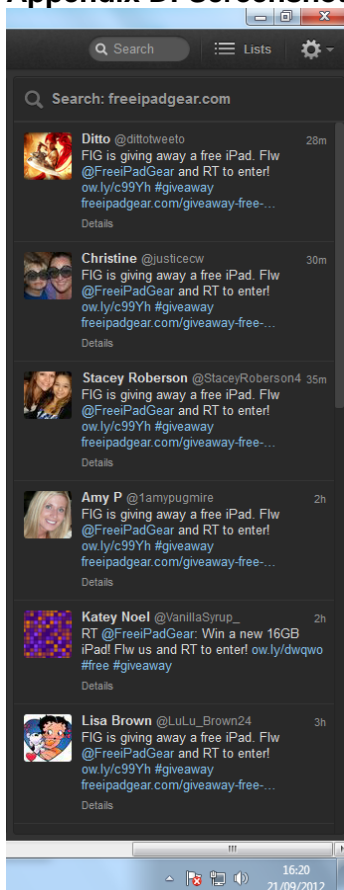 Search Lists
Search: freeipadgear.com
Ditto @dittotweeto 28m
FIG is giving away a free iPad. Flw
@FreeiPadGear and RT to enter!
ow.ly/c99Yh #giveaway
freeipadgear.com/giveaway-free-...
Details
Christine @justicecw 30m
FIG is giving away a free iPad. Flw
@FreeiPadGear and RT to enter!
ow.ly/c99Yh #giveaway
freeipadgear.com/giveaway-free-...
Details
Stacey Roberson @StaceyRoberson4 35m
FIG is giving away a free iPad. Flw
@FreeiPadGear and RT to enter!
ow.ly/c99Yh #giveaway
freeipadgear.com/giveaway-free-...
Details
Amy P @1amypugmire 2h
FIG is giving away a free iPad. Flw
@FreeiPadGear and RT to enter!
ow.ly/c99Yh #giveaway
freeipadgear.com/giveaway-free-...
Details
Katey Noel @VanillaSyrup_ 2h
RT @FreeiPadGear: Win a new 16GB
iPad! Flw us and RT to enter! ow.ly/dwqwo
#free #giveaway
Details
Lisa Brown @LuLu_Brown24 3h
FIG is giving away a free iPad. Flw
@FreeiPadGear and RT to enter!
ow.ly/c99Yh #giveaway
freeipadgear.com/giveaway-free-...
Details
16:20
21/09/2012